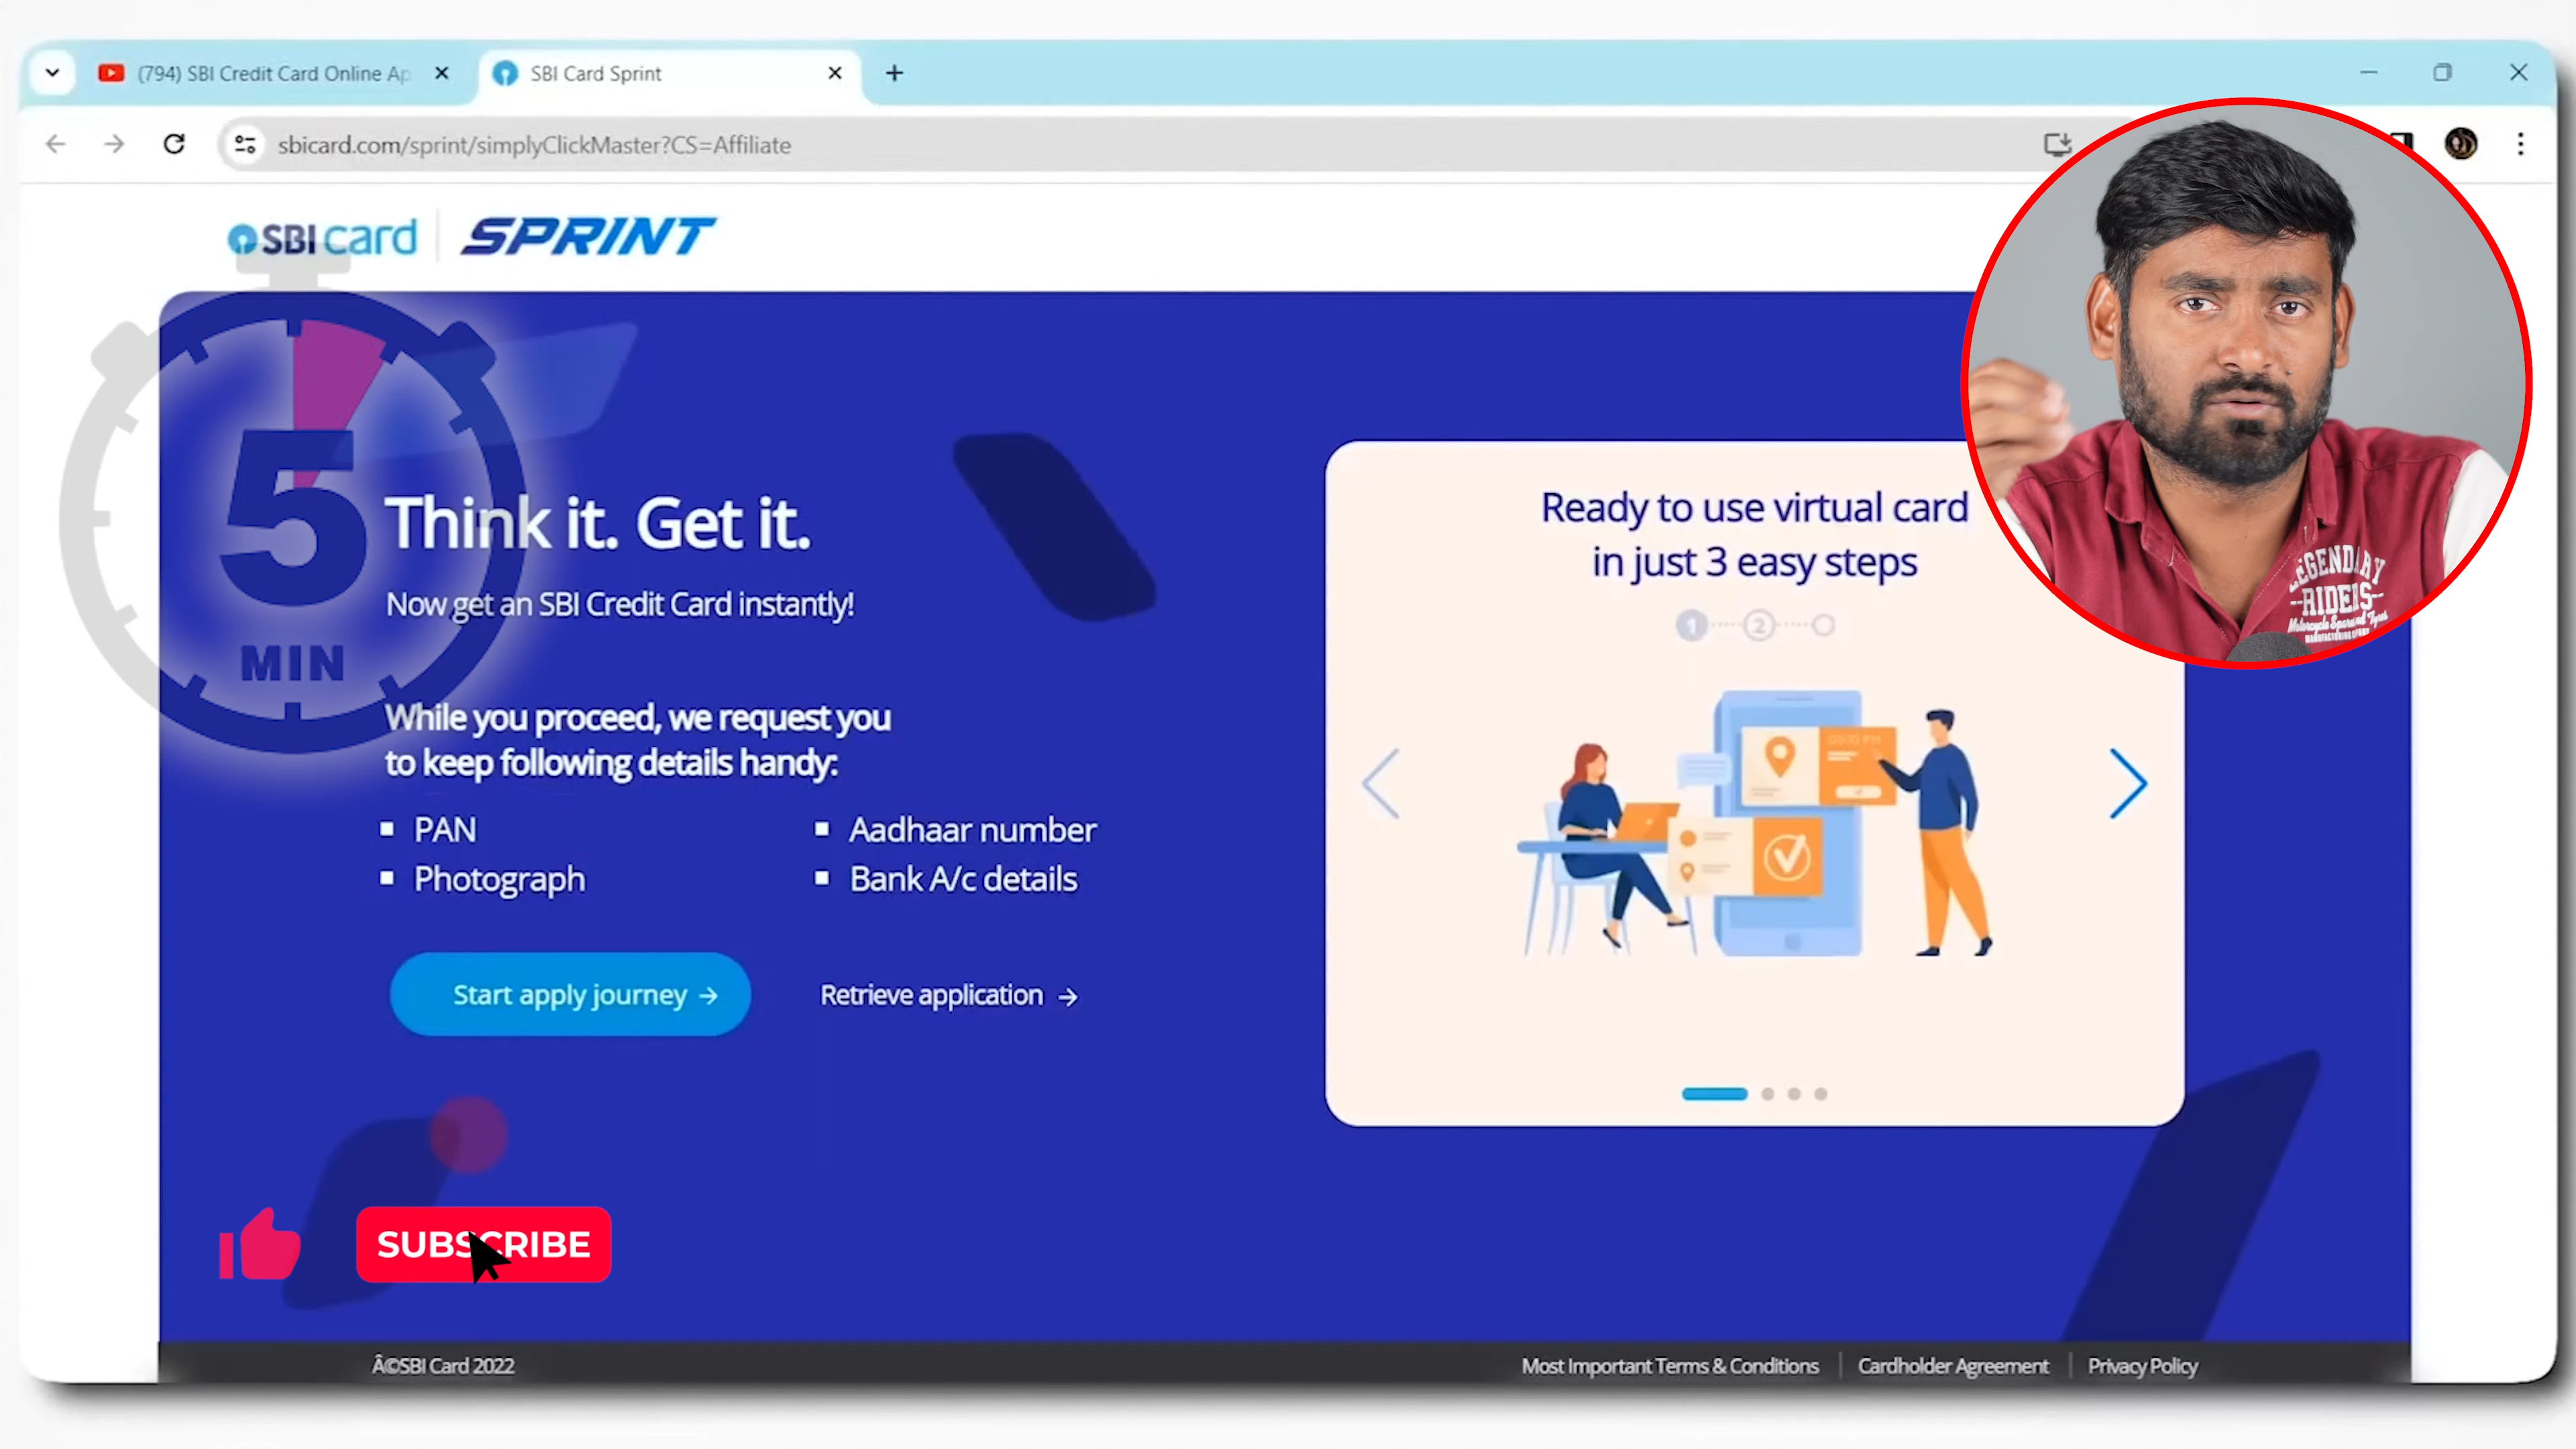 (794) SBI Credit Card Online Ap
SBI Card Sprint
sbicard.com/sprint/simplyClickMaster?CS=Affiliate
SBI card
SPRINT
5
MIN
Think it. Get it.
Now get an SBI Credit Card instantly!
While you proceed, we request you
to keep following details handy:
PAN
Aadhaar number
Photograph
Bank A/c details
Start apply journey →
Retrieve application →
Ready to use virtual card
in just 3 easy steps
1
2
LEGENDARY
--RIDERS--
SUBSCRIBE
Â©SBI Card 2022
Most Important Terms & Conditions
Cardholder Agreement
Privacy Policy